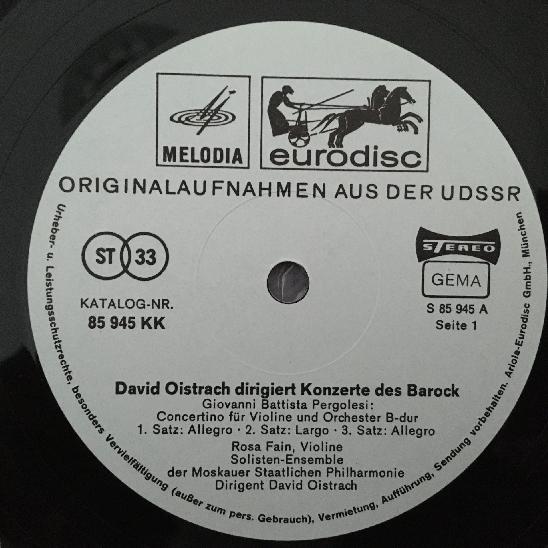 MELODIA
eurodisc
ORIGINALAUFNAHMEN AUS DER UDSSR
ST 33
KATALOG-NR.
85 945 KK
STEREO
GEMA
S 85 945 A
Seite 1
David Oistrach dirigiert Konzerte des Barock
Giovanni Battista Pergolesi:
Concertino für Violine und Orchester B-dur
1. Satz: Allegro · 2. Satz: Largo · 3. Satz: Allegro
Rosa Fain, Violine
Solisten-Ensemble
der Moskauer Staatlichen Philharmonie
Dirigent David Oistrach
Urheber- u. Leistungsschutzrechte, besonders Vervielfältigung (außer zum pers. Gebrauch), Vermietung, Aufführung, Sendung vorbehalten. Ariola-Eurodisc GmbH., München